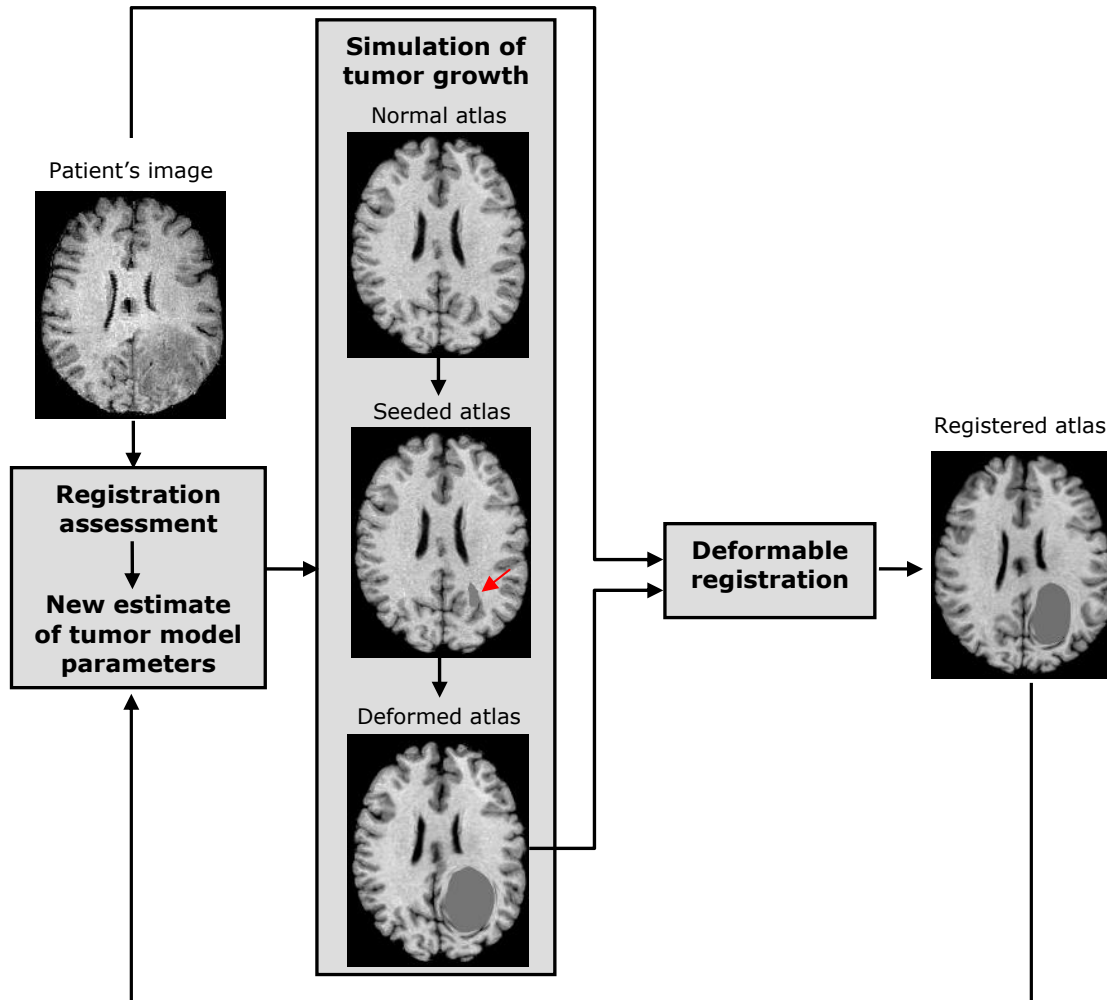 Patient’s image
Registration
assessment
New estimate
of tumor model
parameters
Simulation of
tumor growth
Normal atlas
Seeded atlas
Deformed atlas
Deformable
registration
Registered atlas